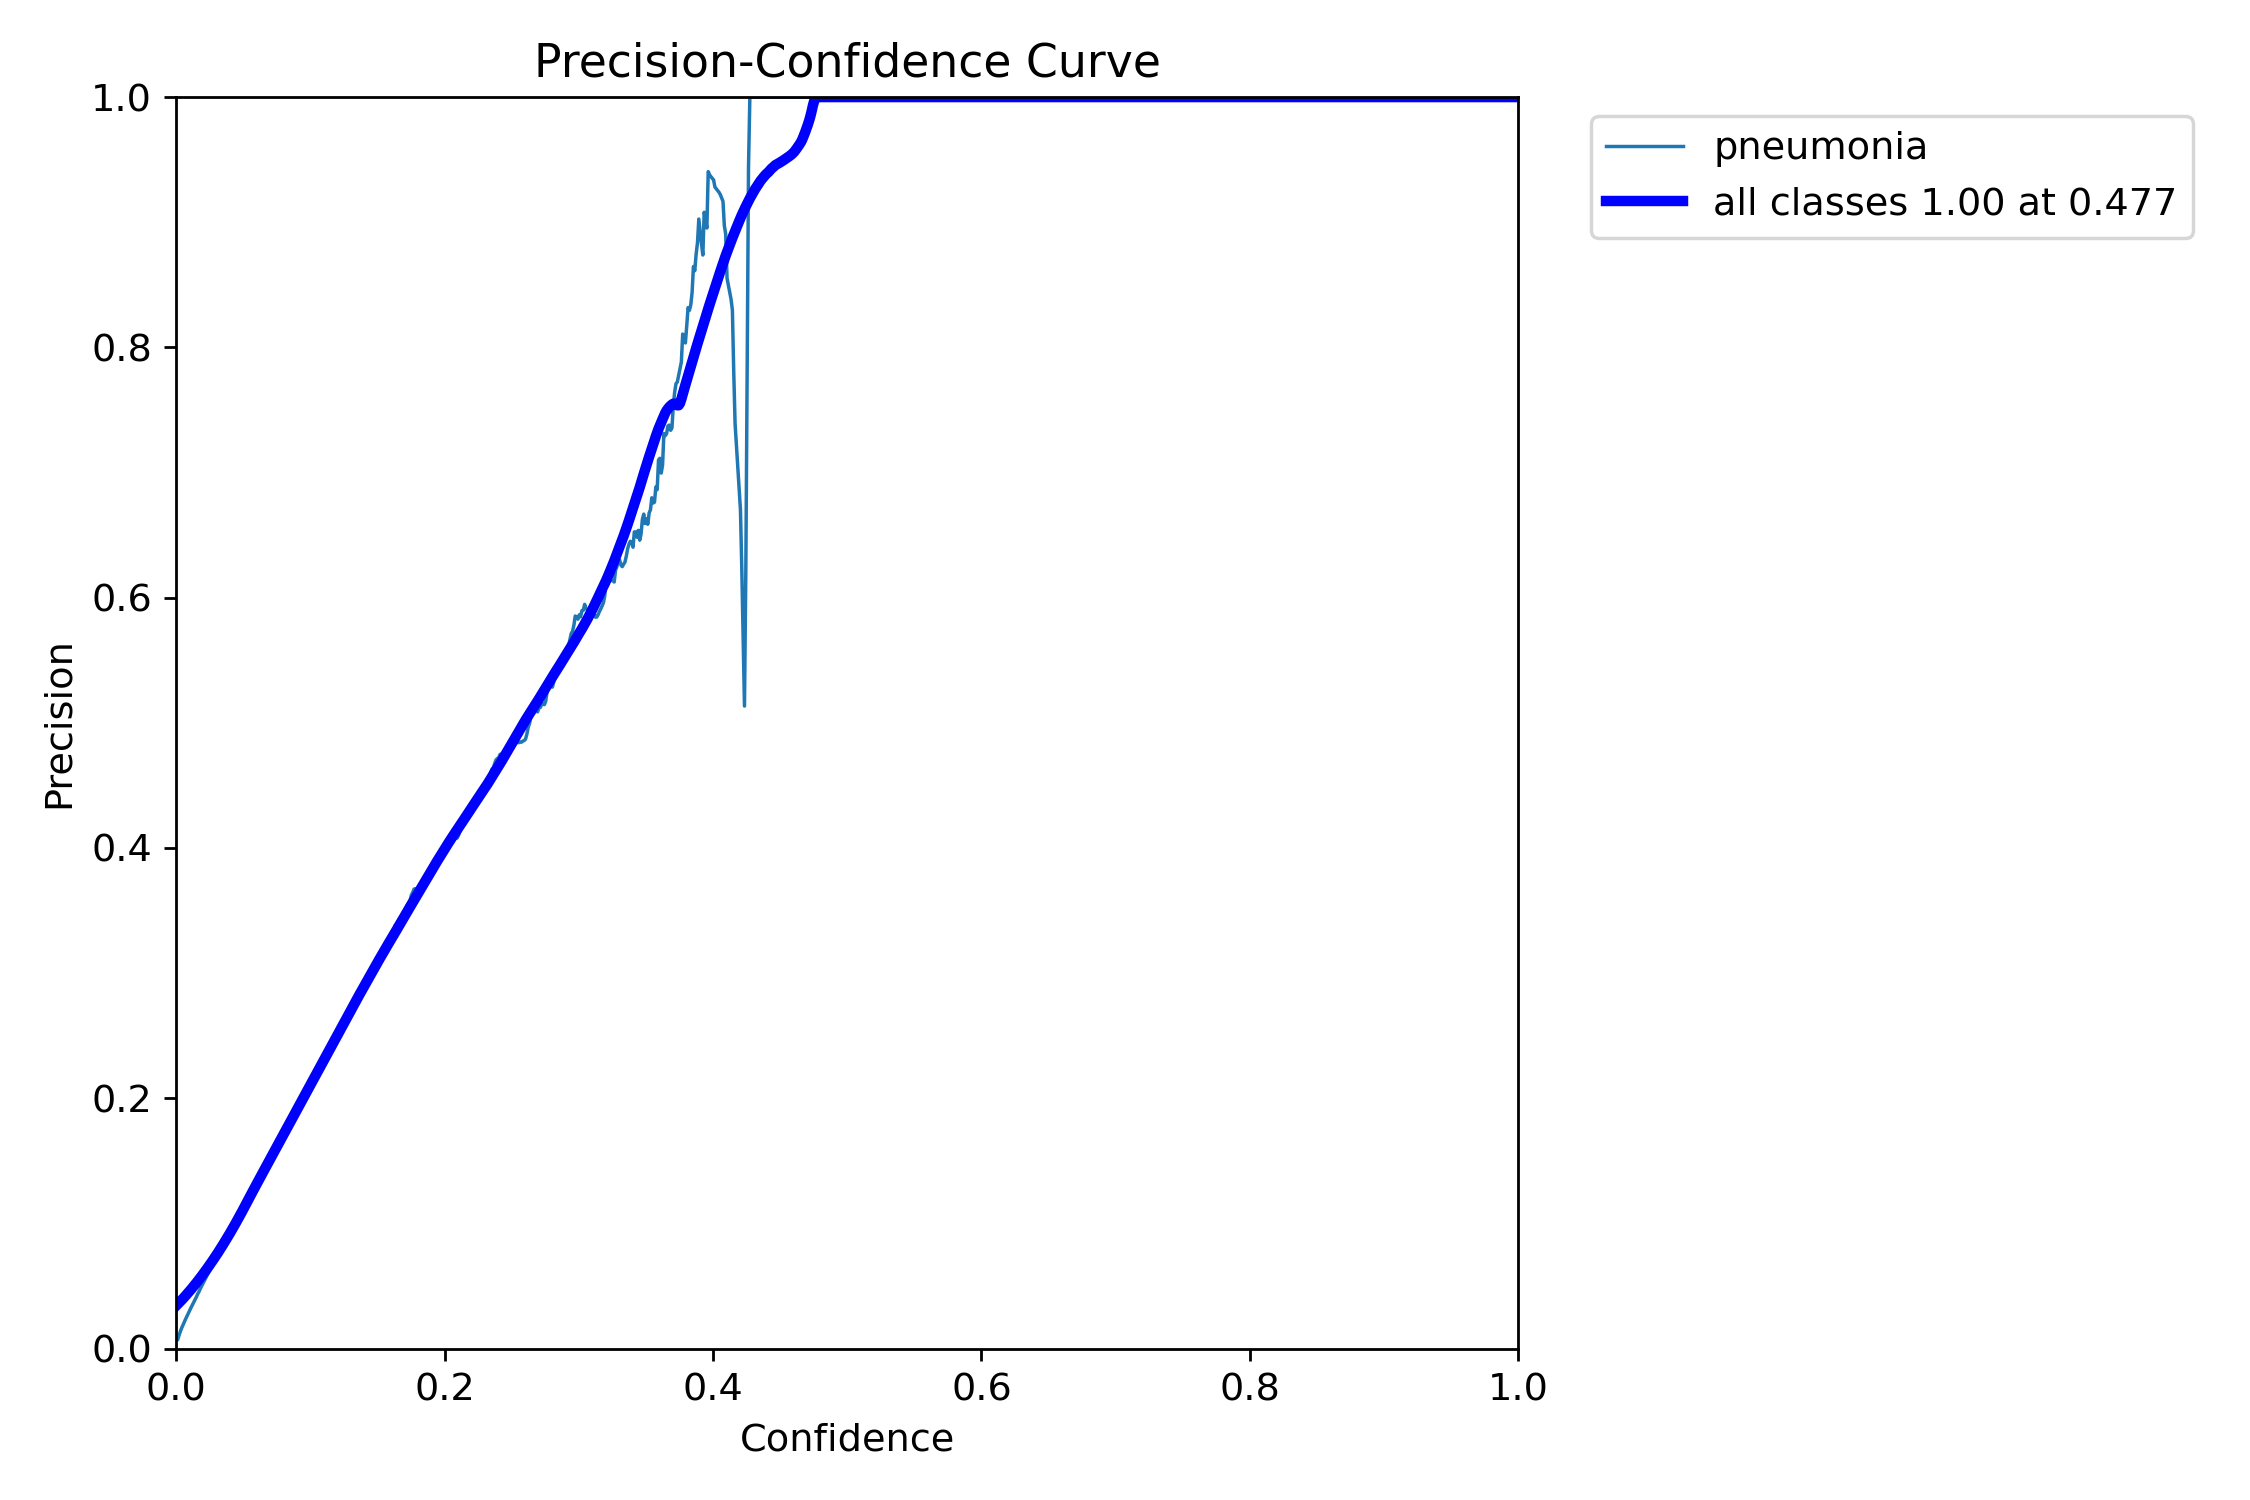 Precision-Confidence Curve
1.0
0.8
0.6
0.4
0.2
0.0
Precision
0.0 0.2 0.4 0.6 0.8 1.0
Confidence
pneumonia
all classes 1.00 at 0.477